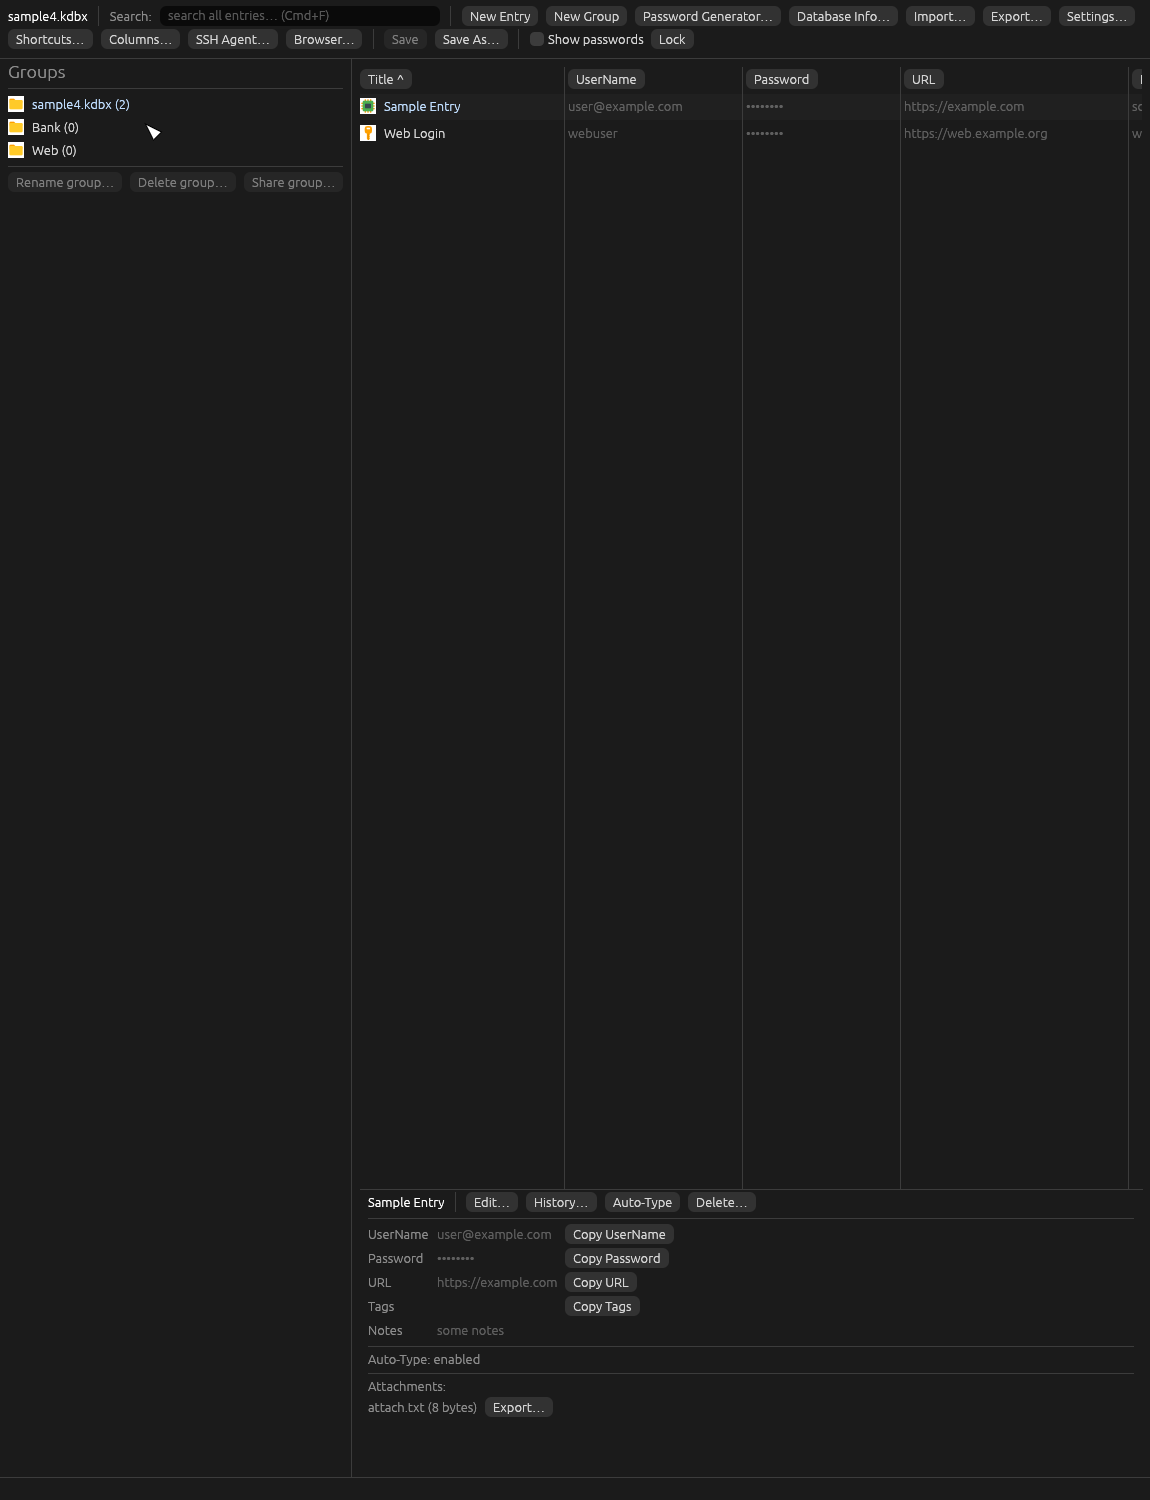 sample4.kdbx Search: search all entries... (Cmd+F) New Entry New Group Password Generator... Database Info... Import... Export... Settings...
Shortcuts... Columns... SSH Agent... Browser... Save Save As... Show passwords Lock
Groups
sample4.kdbx (2)
Bank (0)
Web (0)
Rename group... Delete group... Share group...
Title ^ UserName Password URL
Sample Entry user@example.com •••••••• https://example.com
Web Login webuser •••••••• https://web.example.org
Sample Entry Edit... History... Auto-Type Delete...
UserName user@example.com Copy UserName
Password •••••••• Copy Password
URL https://example.com Copy URL
Tags Copy Tags
Notes some notes
Auto-Type: enabled
Attachments:
attach.txt (8 bytes) Export...